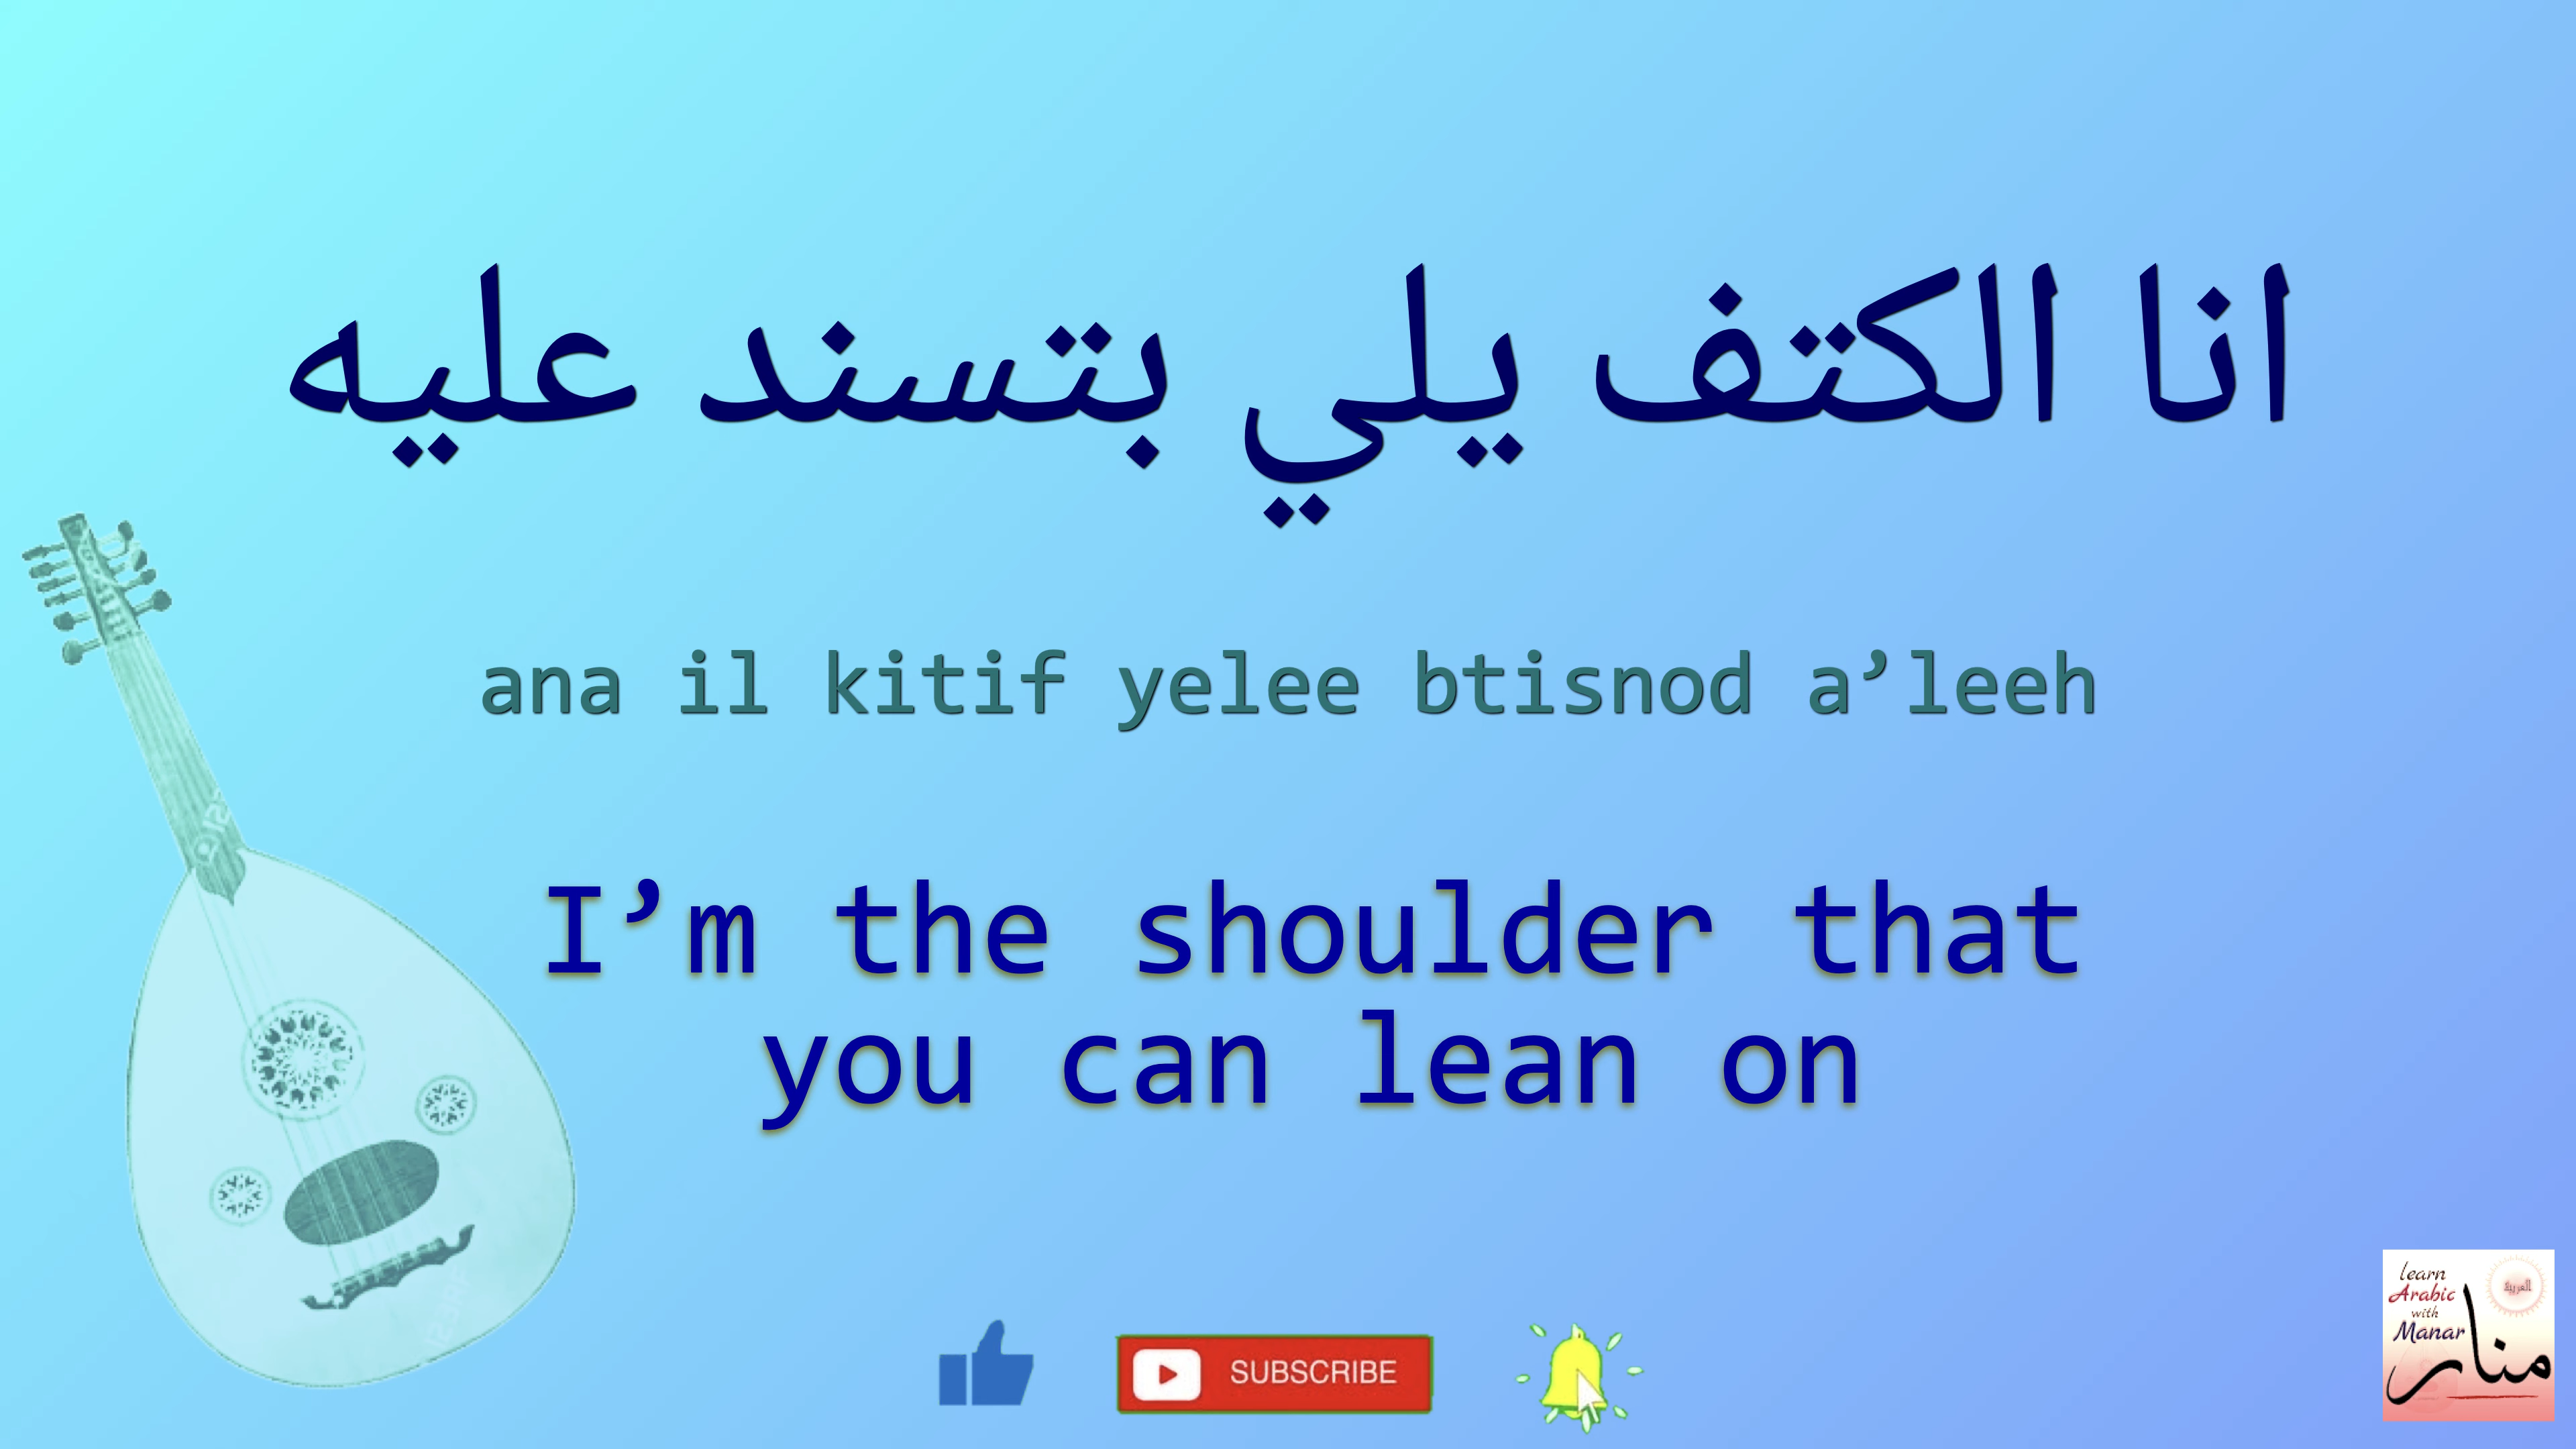 انا الكتف يلي بتسند عليه
ana il kitif yelee btisnod a’leeh
I’m the shoulder that
you can lean on
SUBSCRIBE
learn
Arabic
with
Manar
العربية
منار